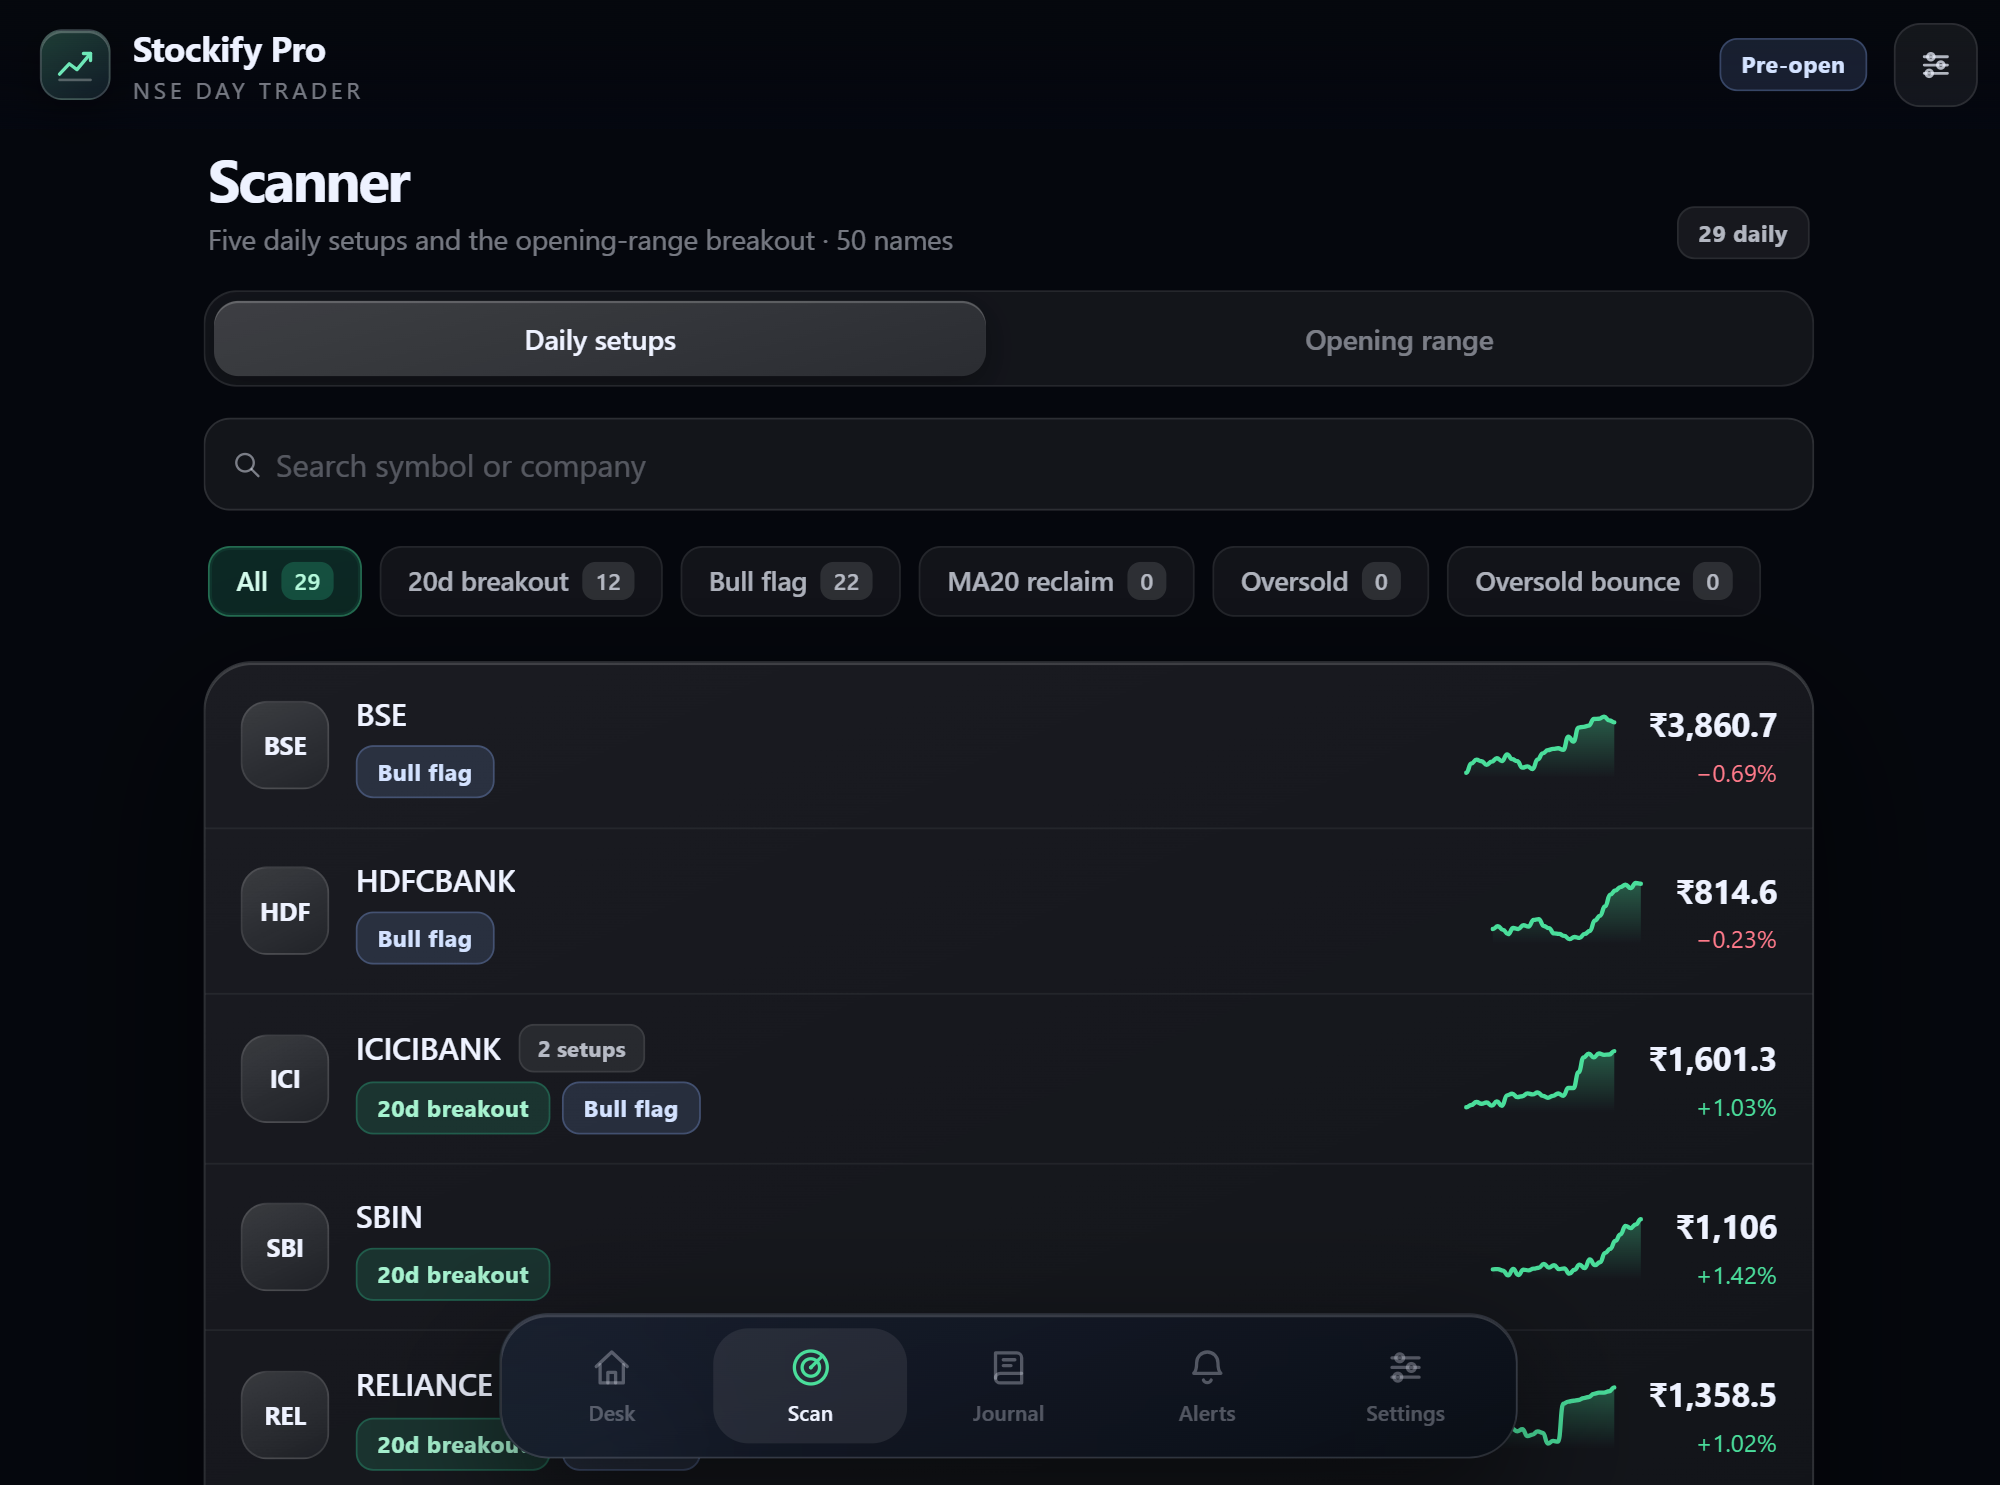 Stockify Pro
NSE DAY TRADER
Pre-open
Scanner
Five daily setups and the opening-range breakout · 50 names
29 daily
Daily setups
Opening range
Search symbol or company
All 29
20d breakout 12
Bull flag 22
MA20 reclaim 0
Oversold 0
Oversold bounce 0
BSE
BSE
Bull flag
₹3,860.7
−0.69%
HDF
HDFCBANK
Bull flag
₹814.6
−0.23%
ICI
ICICIBANK 2 setups
20d breakout Bull flag
₹1,601.3
+1.03%
SBI
SBIN
20d breakout
₹1,106
+1.42%
REL
RELIANCE
20d breakou
₹1,358.5
+1.02%
Desk
Scan
Journal
Alerts
Settings